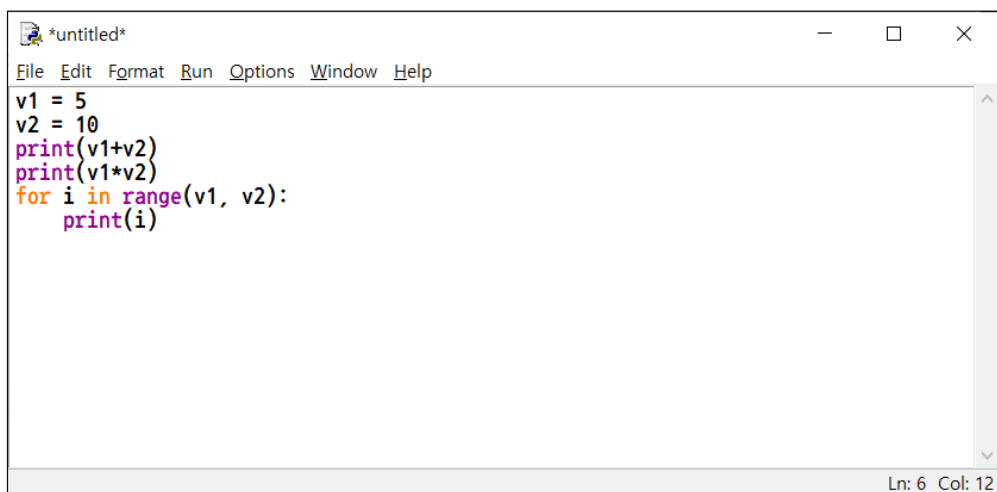 *untitled*
File Edit Format Run Options Window Help
v1 = 5
v2 = 10
print(v1+v2)
print(v1*v2)
for i in range(v1, v2):
    print(i)
Ln: 6 Col: 12